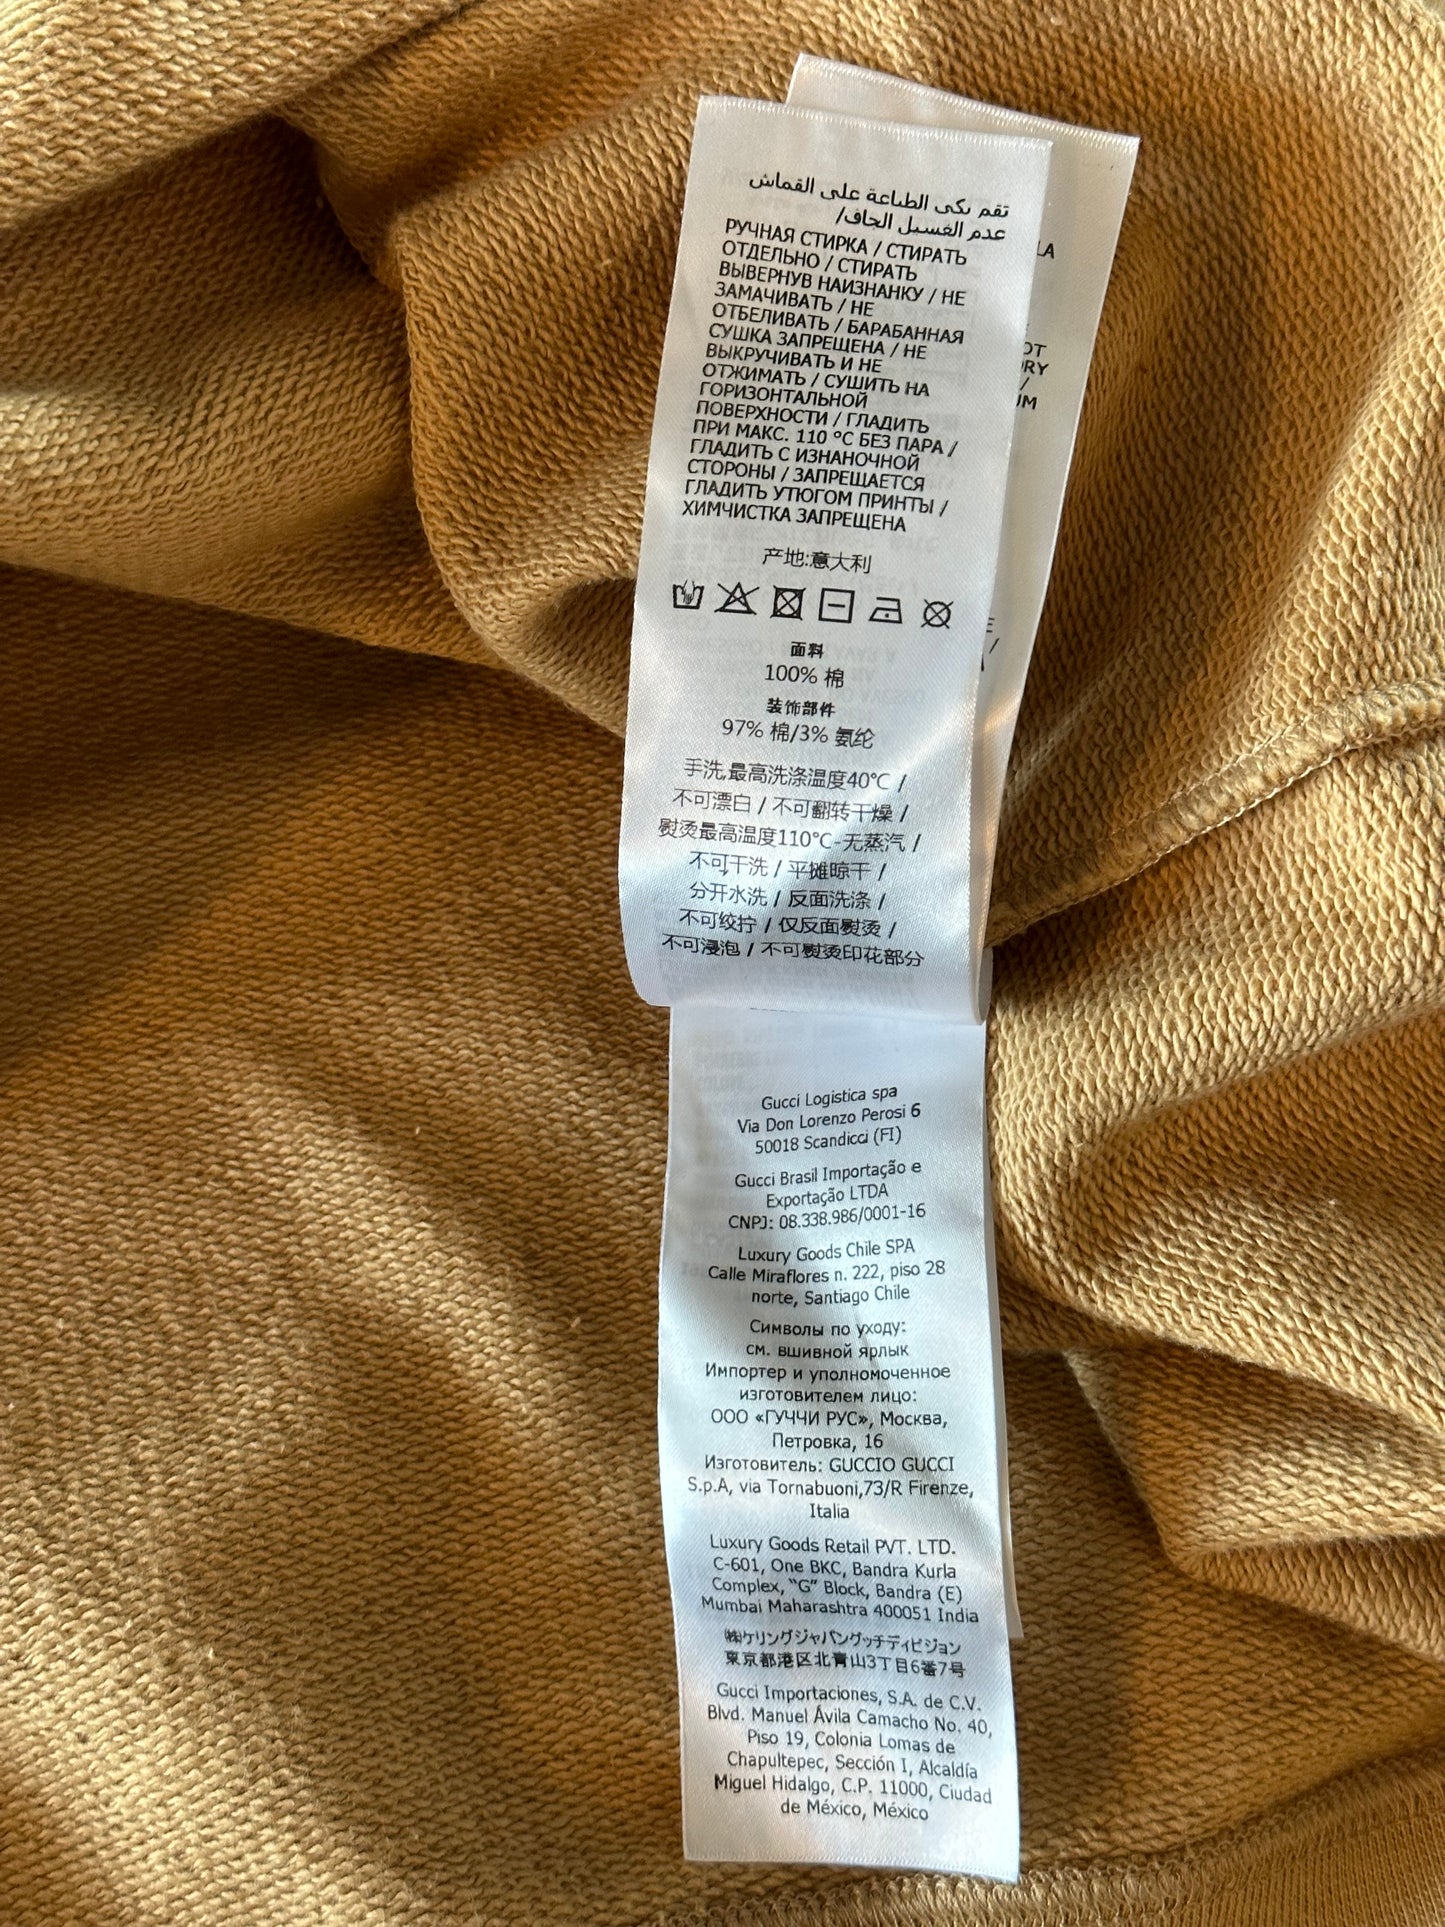 تقم بكى الطباعة على القماش
عدم الغسيل الجاف/
РУЧНАЯ СТИРКА / СТИРАТЬ
ОТДЕЛЬНО / СТИРАТЬ
ВЫВЕРНУВ НАИЗНАНКУ / НЕ
ЗАМАЧИВАТЬ / НЕ
ОТБЕЛИВАТЬ / БАРАБАННАЯ
СУШКА ЗАПРЕЩЕНА / НЕ
ВЫКРУЧИВАТЬ И НЕ
ОТЖИМАТЬ / СУШИТЬ НА
ГОРИЗОНТАЛЬНОЙ
ПОВЕРХНОСТИ / ГЛАДИТЬ
ПРИ МАКС. 110 °C БЕЗ ПАРА /
ГЛАДИТЬ С ИЗНАНОЧНОЙ
СТОРОНЫ / ЗАПРЕЩАЕТСЯ
ГЛАДИТЬ УТЮГОМ ПРИНТЫ /
ХИМЧИСТКА ЗАПРЕЩЕНА
产地:意大利
面料
100% 棉
装饰部件
97% 棉/3% 氨纶
手洗,最高洗涤温度40℃ /
不可漂白 / 不可翻转干燥 /
熨烫最高温度110℃-无蒸汽 /
不可干洗 / 平摊晾干 /
分开水洗 / 反面洗涤 /
不可绞拧 / 仅反面熨烫 /
不可浸泡 / 不可熨烫印花部分
Gucci Logistica spa
Via Don Lorenzo Perosi 6
50018 Scandicci (FI)
Gucci Brasil Importação e
Exportação LTDA
CNPJ: 08.338.986/0001-16
Luxury Goods Chile SPA
Calle Miraflores n. 222, piso 28
norte, Santiago Chile
Символы по уходу:
см. вшивной ярлык
Импортер и уполномоченное
изготовителем лицо:
ООО «ГУЧЧИ РУС», Москва,
Петровка, 16
Изготовитель: GUCCIO GUCCI
S.p.A, via Tornabuoni,73/R Firenze,
Italia
Luxury Goods Retail PVT. LTD.
C-601, One BKC, Bandra Kurla
Complex, “G” Block, Bandra (E)
Mumbai Maharashtra 400051 India
㈱ケリングジャパングッチディビジョン
東京都港区北青山3丁目6番7号
Gucci Importaciones, S.A. de C.V.
Blvd. Manuel Ávila Camacho No. 40,
Piso 19, Colonia Lomas de
Chapultepec, Sección I, Alcaldía
Miguel Hidalgo, C.P. 11000, Ciudad
de México, México